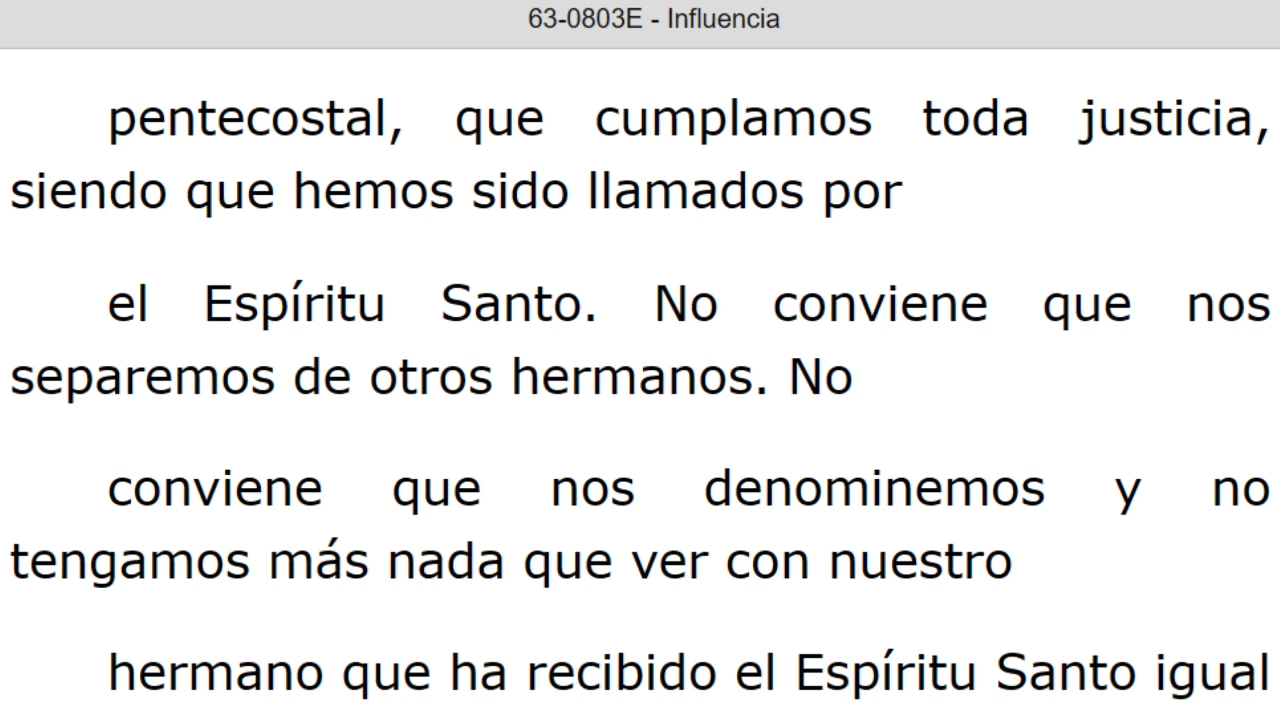 63-0803E - Influencia
pentecostal, que cumplamos toda justicia,
siendo que hemos sido llamados por
el Espíritu Santo. No conviene que nos
separemos de otros hermanos. No
conviene que nos denominemos y no
tengamos más nada que ver con nuestro
hermano que ha recibido el Espíritu Santo igual